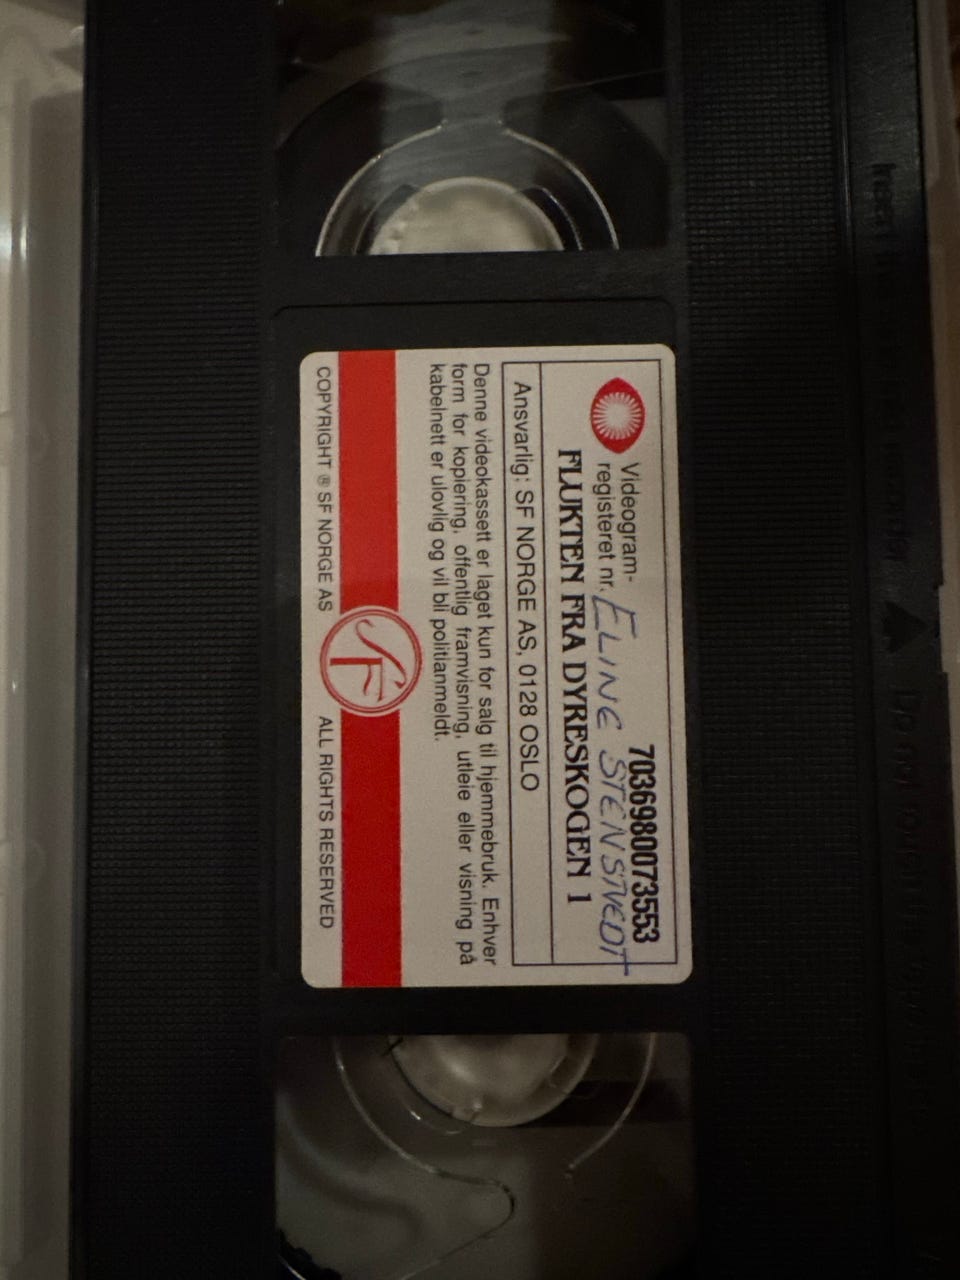 Videogram-
registeret nr.
7036980073553
ELINE STENSTVEDT
FLUKTEN FRA DYRESKOGEN 1
Ansvarlig: SF NORGE AS, 0128 OSLO
Denne videokassett er laget kun for salg til hjemmebruk. Enhver
form for kopiering, offentlig framvisning, utleie eller visning på
kabelnett er ulovlig og vil bli politianmeldt.
SF
COPYRIGHT ® SF NORGE AS
ALL RIGHTS RESERVED